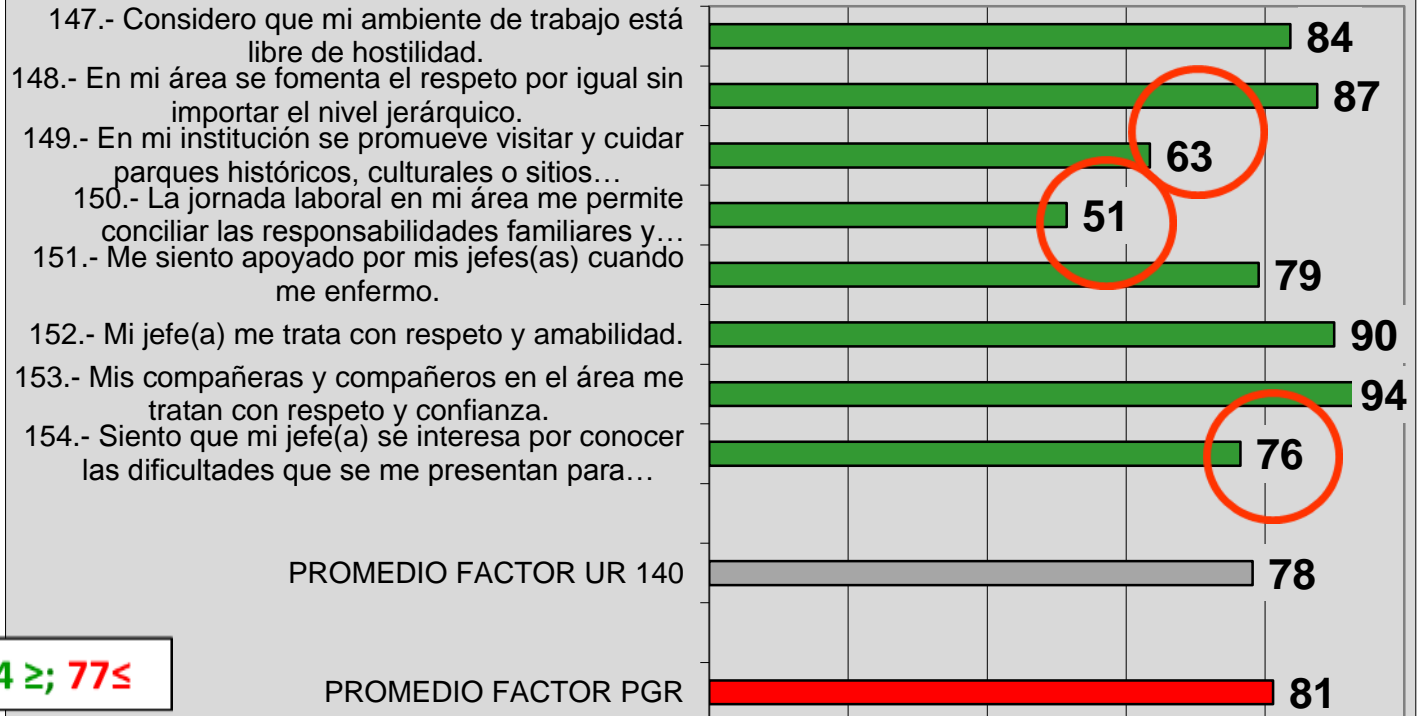 147.- Considero que mi ambiente de trabajo está
libre de hostilidad.
84
148.- En mi área se fomenta el respeto por igual sin
importar el nivel jerárquico.
87
149.- En mi institución se promueve visitar y cuidar
parques históricos, culturales o sitios…
63
150.- La jornada laboral en mi área me permite
conciliar las responsabilidades familiares y…
51
151.- Me siento apoyado por mis jefes(as) cuando
me enfermo.
79
152.- Mi jefe(a) me trata con respeto y amabilidad.
90
153.- Mis compañeras y compañeros en el área me
tratan con respeto y confianza.
94
154.- Siento que mi jefe(a) se interesa por conocer
las dificultades que se me presentan para…
76
PROMEDIO FACTOR UR 140
78
4 ≥; 77≤
PROMEDIO FACTOR PGR
81